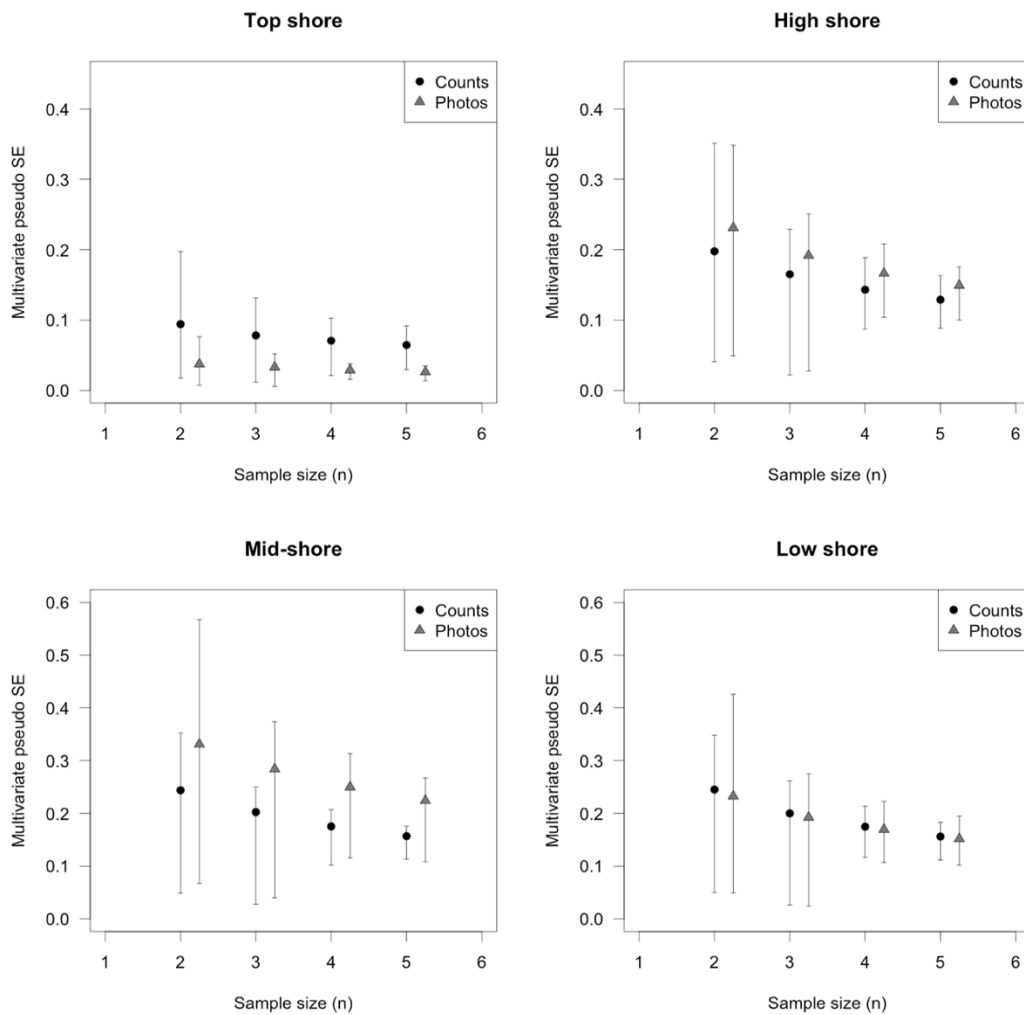 Top shore
Multivariate pseudo SE
0.4
0.3
0.2
0.1
0.0
Counts
Photos
1 2 3 4 5 6
Sample size (n)
High shore
Multivariate pseudo SE
0.4
0.3
0.2
0.1
0.0
Counts
Photos
1 2 3 4 5 6
Sample size (n)
Mid-shore
Multivariate pseudo SE
0.6
0.5
0.4
0.3
0.2
0.1
0.0
Counts
Photos
1 2 3 4 5 6
Sample size (n)
Low shore
Multivariate pseudo SE
0.6
0.5
0.4
0.3
0.2
0.1
0.0
Counts
Photos
1 2 3 4 5 6
Sample size (n)